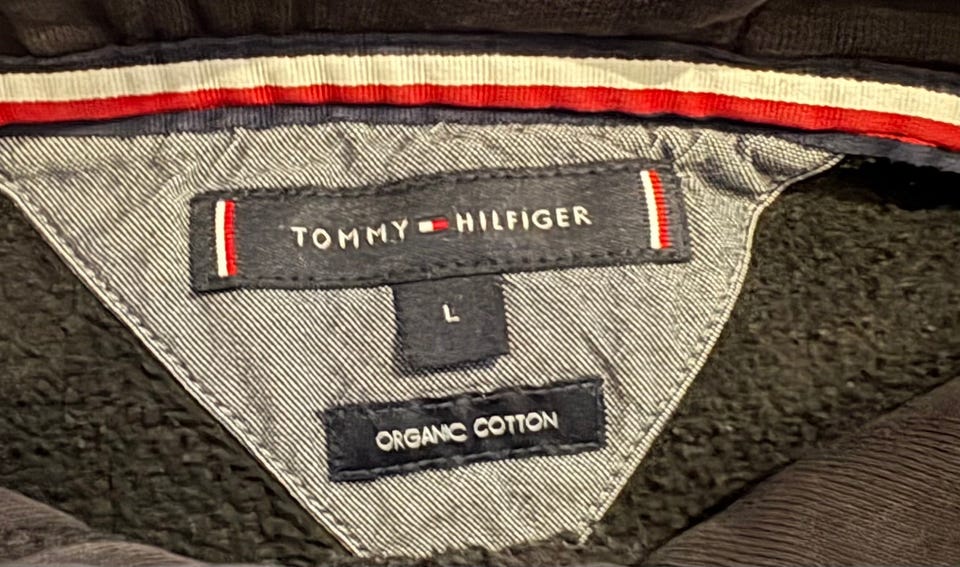 TOMMY HILFIGER
L
ORGANIC COTTON